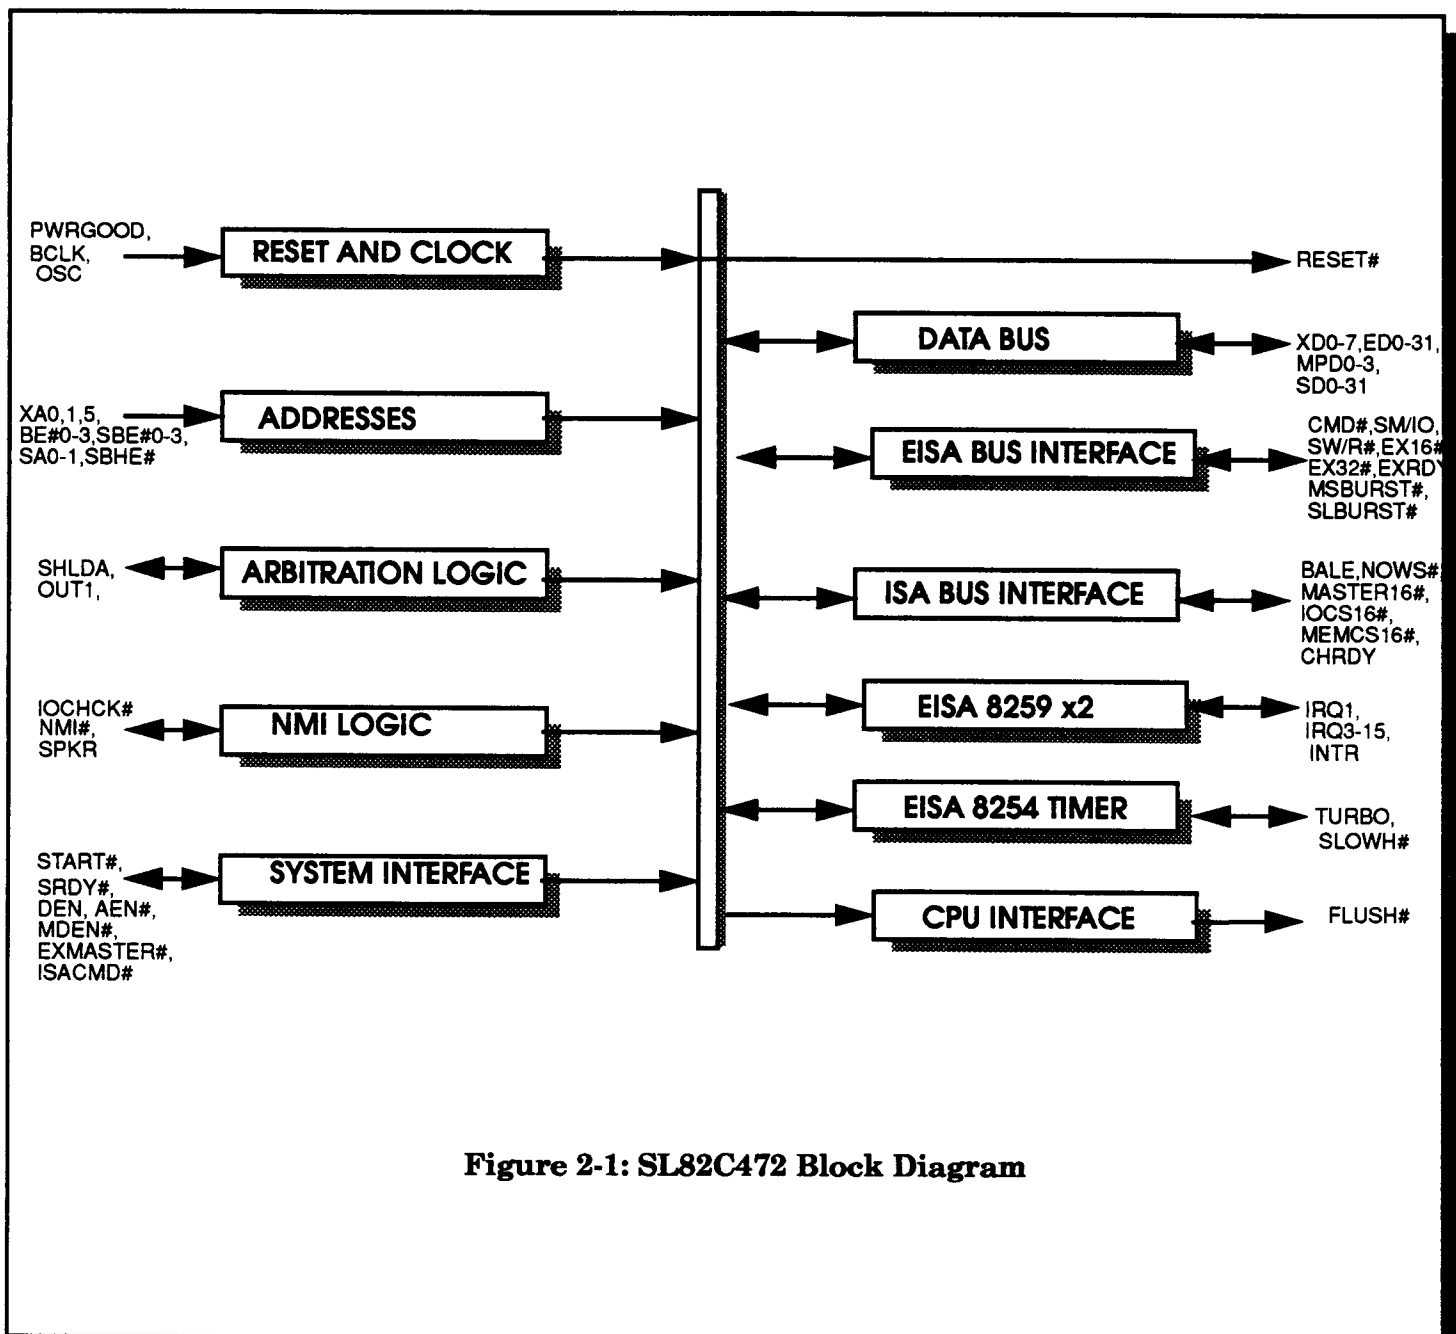 PWRGOOD,
BCLK,
OSC
RESET AND CLOCK
RESET#
DATA BUS
XD0-7,ED0-31,
MPD0-3,
SD0-31
XA0,1,5,
BE#0-3,SBE#0-3,
SA0-1,SBHE#
ADDRESSES
EISA BUS INTERFACE
CMD#,SM/IO,
SW/R#,EX16#
EX32#,EXRDY
MSBURST#,
SLBURST#
SHLDA,
OUT1,
ARBITRATION LOGIC
ISA BUS INTERFACE
BALE,NOWS#
MASTER16#,
IOCS16#,
MEMCS16#,
CHRDY
IOCHCK#
NMI#,
SPKR
NMI LOGIC
EISA 8259 x2
IRQ1,
IRQ3-15,
INTR
EISA 8254 TIMER
TURBO,
SLOWH#
START#,
SRDY#,
DEN, AEN#,
MDEN#,
EXMASTER#,
ISACMD#
SYSTEM INTERFACE
CPU INTERFACE
FLUSH#
Figure 2-1: SL82C472 Block Diagram